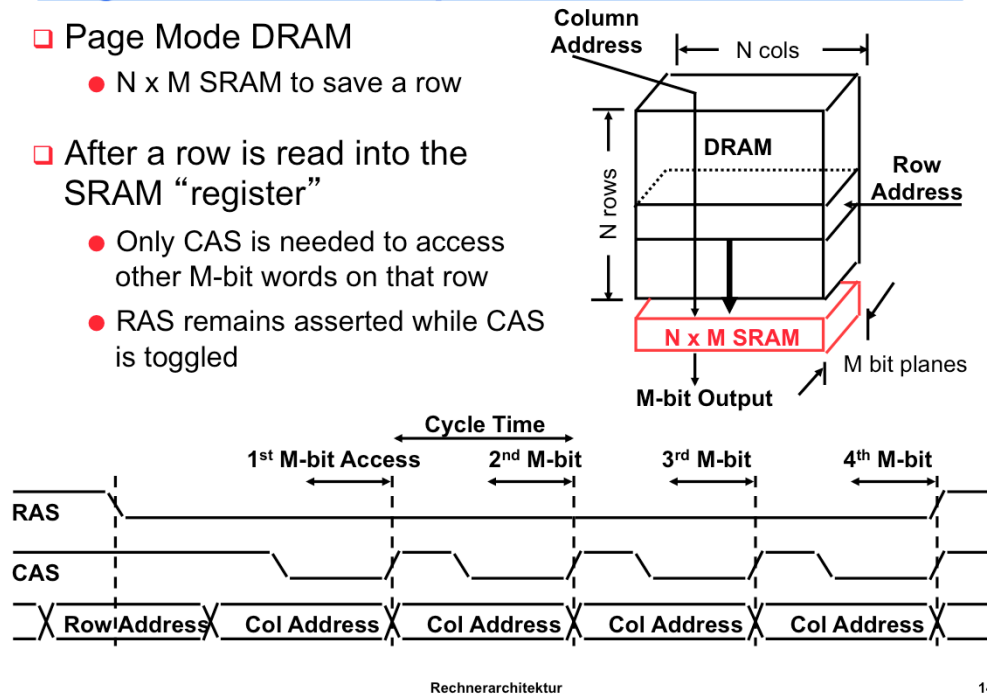 Page Mode DRAM
N x M SRAM to save a row
After a row is read into the
SRAM “register”
Only CAS is needed to access
other M-bit words on that row
RAS remains asserted while CAS
is toggled
Column
Address
N cols
DRAM
N rows
Row
Address
N x M SRAM
M bit planes
M-bit Output
Cycle Time
1st M-bit Access
2nd M-bit
3rd M-bit
4th M-bit
RAS
CAS
Row Address
Col Address
Col Address
Col Address
Col Address
Rechnerarchitektur